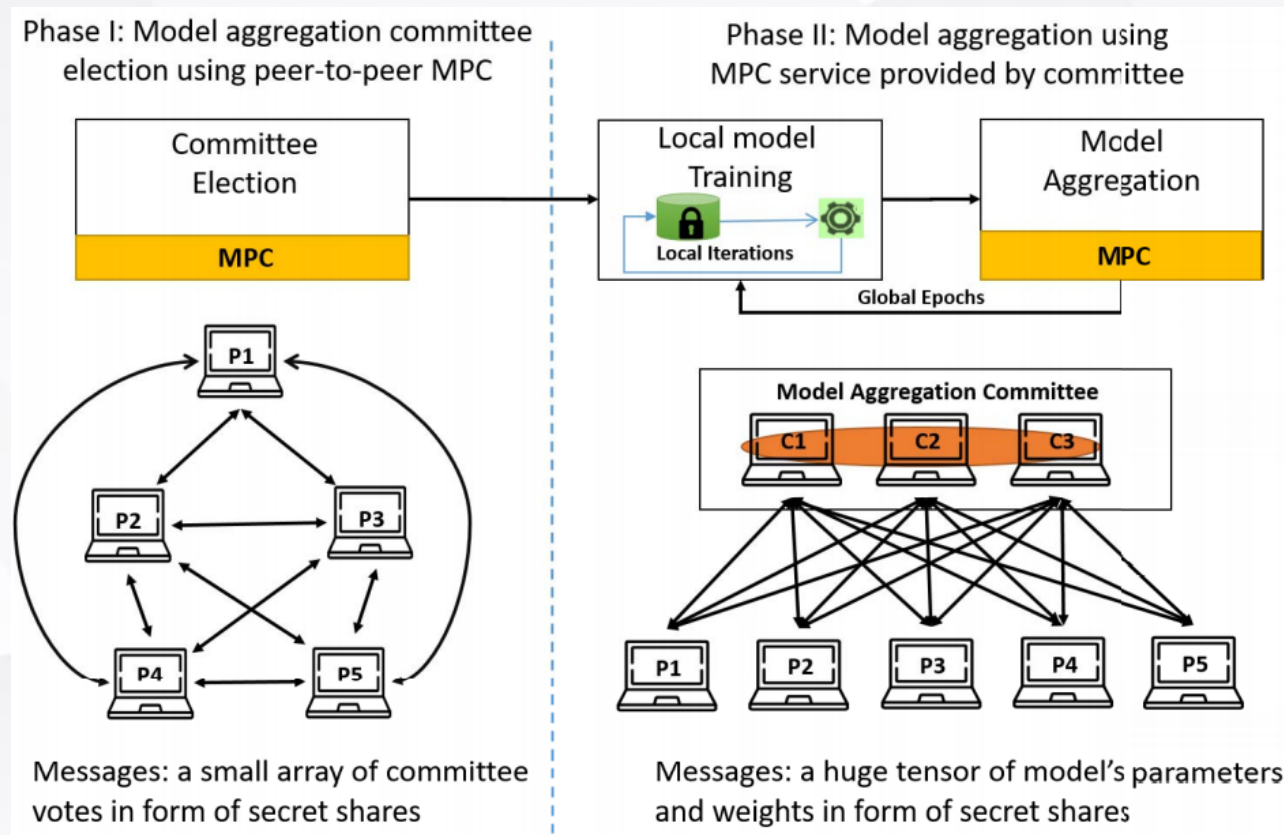 Phase I: Model aggregation committee
election using peer-to-peer MPC
Committee
Election
MPC
P1
P2
P3
P4
P5
Messages: a small array of committee
votes in form of secret shares
Phase II: Model aggregation using
MPC service provided by committee
Local model
Training
Local Iterations
Model
Aggregation
MPC
Global Epochs
Model Aggregation Committee
C1
C2
C3
P1
P2
P3
P4
P5
Messages: a huge tensor of model's parameters
and weights in form of secret shares